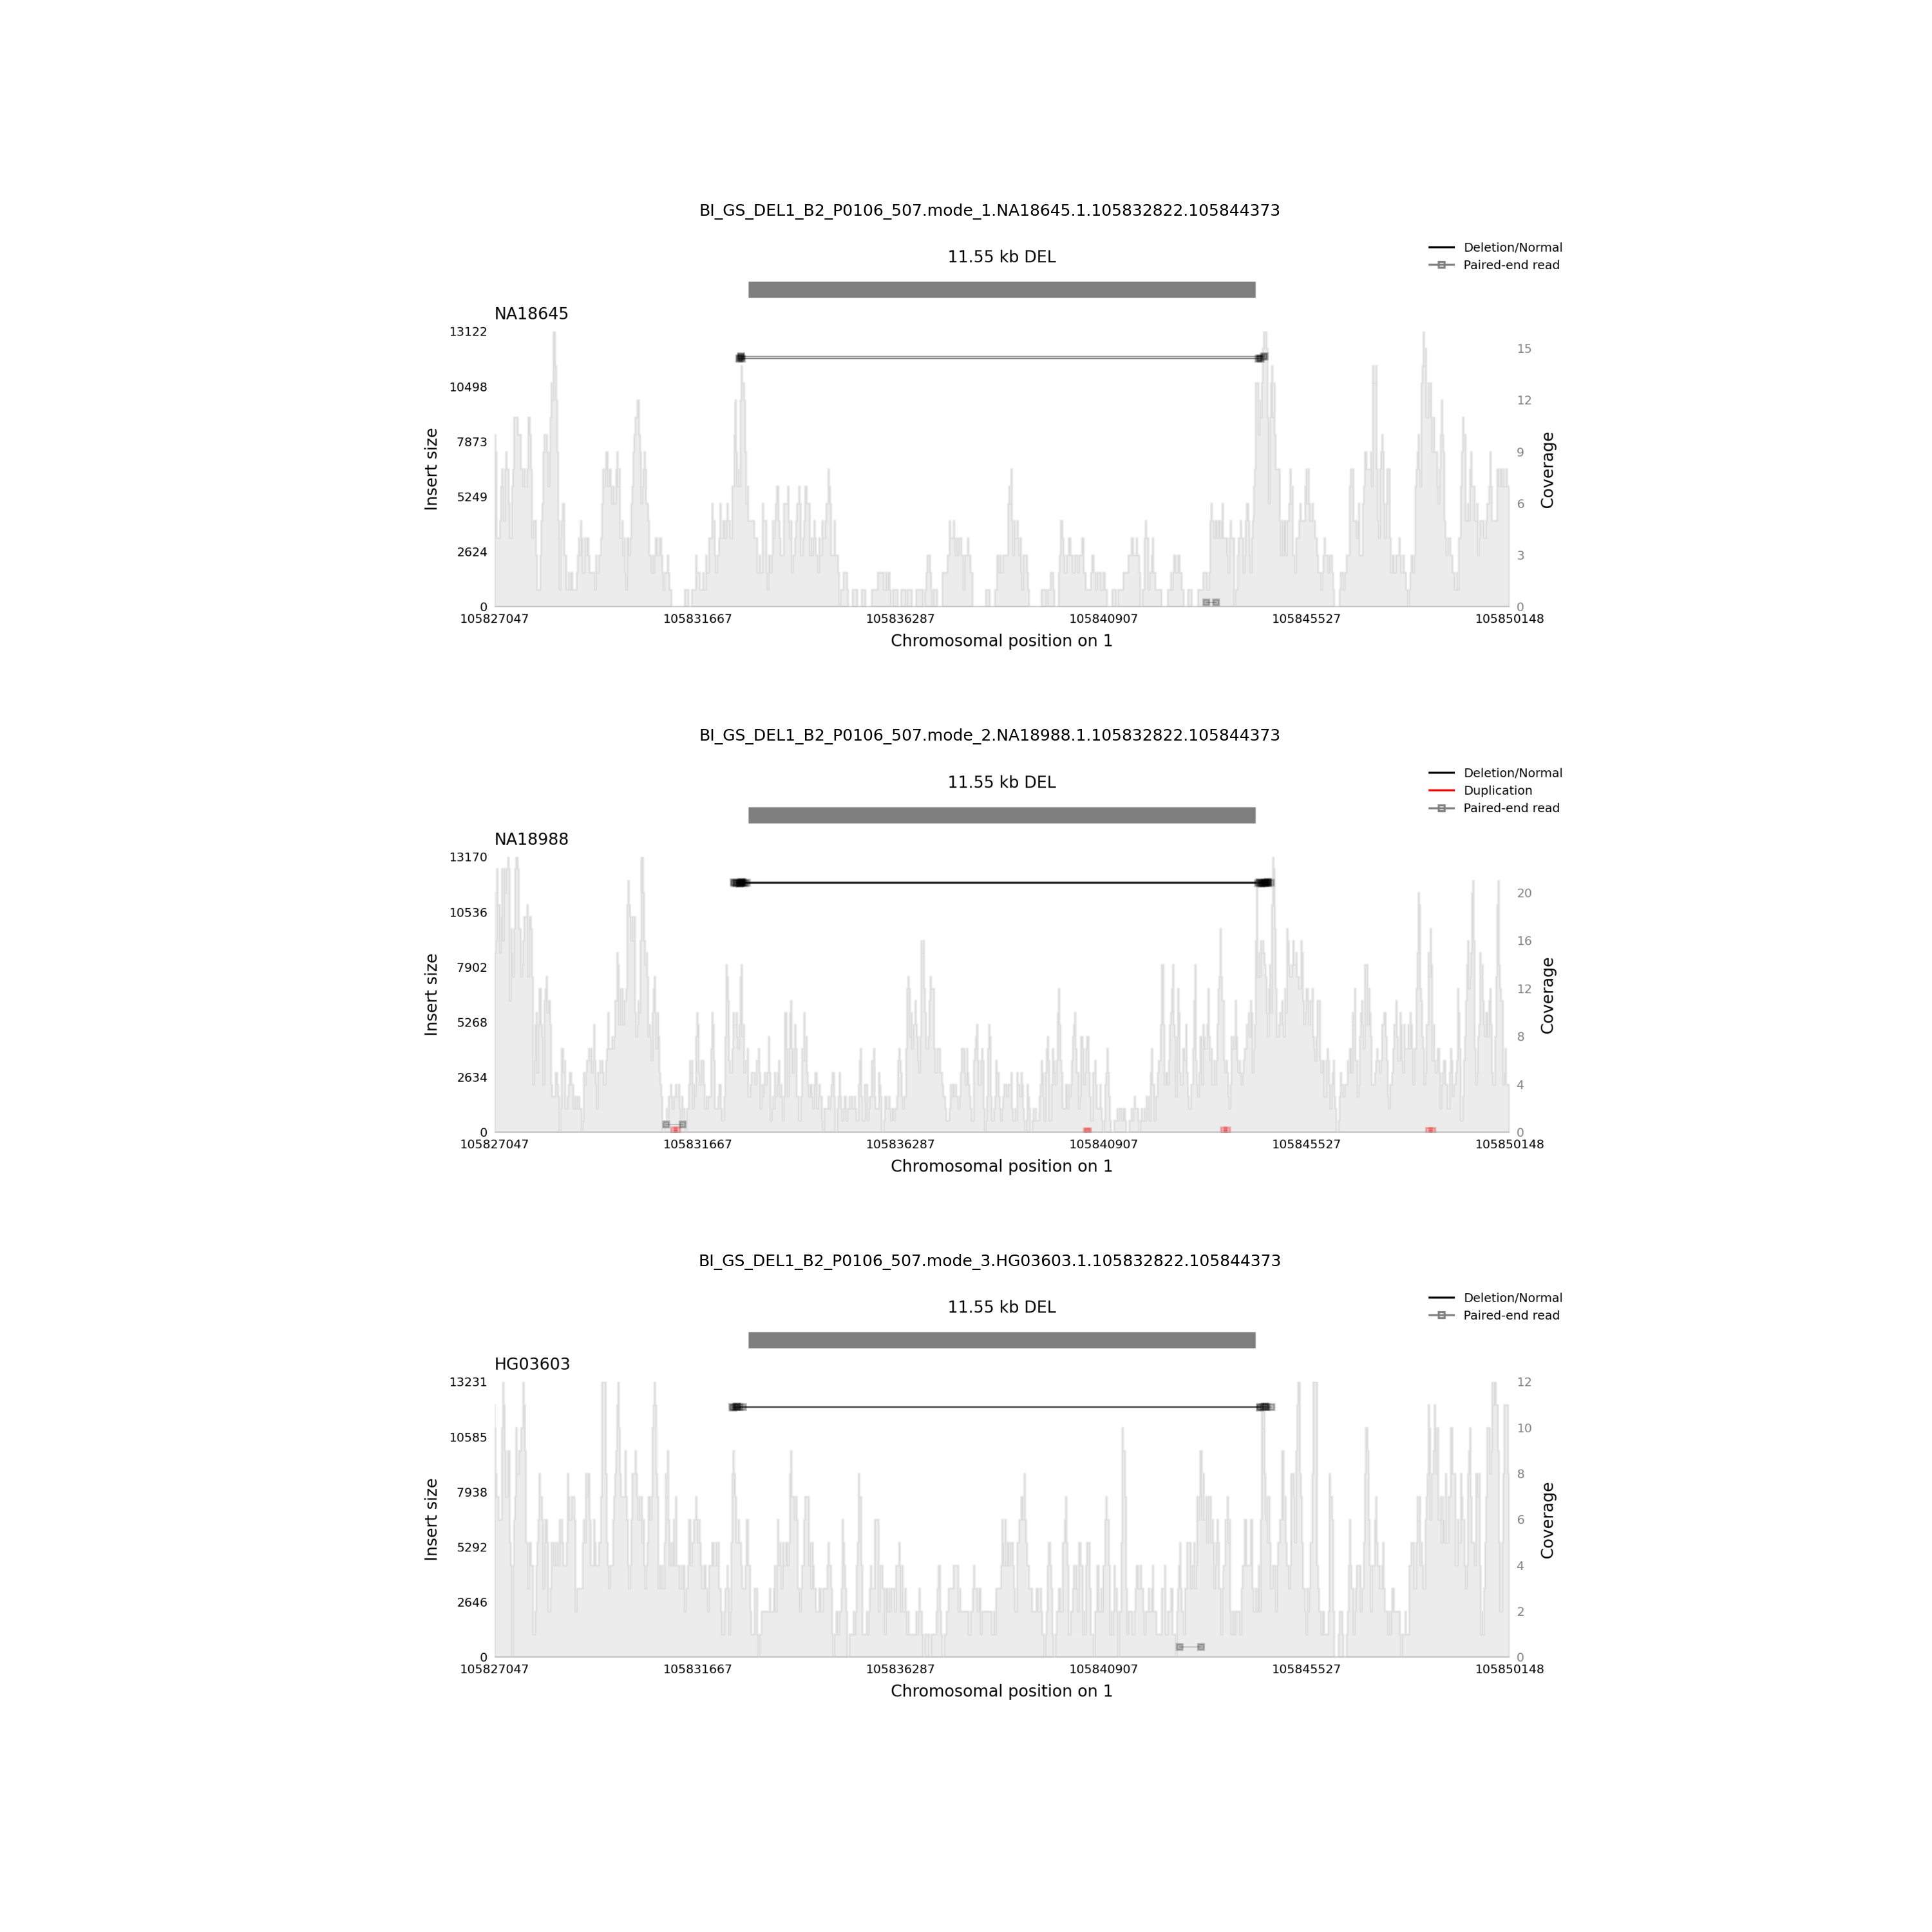 BI_GS_DEL1_B2_P0106_507.mode_1.NA18645.1.105832822.105844373
11.55 kb DEL
Deletion/Normal
Paired-end read
NA18645
13122
10498
7873
5249
2624
0
Insert size
15
12
9
6
3
0
Coverage
105827047 105831667 105836287 105840907 105845527 105850148
Chromosomal position on 1
BI_GS_DEL1_B2_P0106_507.mode_2.NA18988.1.105832822.105844373
11.55 kb DEL
Deletion/Normal
Duplication
Paired-end read
NA18988
13170
10536
7902
5268
2634
0
Insert size
20
16
12
8
4
0
Coverage
105827047 105831667 105836287 105840907 105845527 105850148
Chromosomal position on 1
BI_GS_DEL1_B2_P0106_507.mode_3.HG03603.1.105832822.105844373
11.55 kb DEL
Deletion/Normal
Paired-end read
HG03603
13231
10585
7938
5292
2646
0
Insert size
12
10
8
6
4
2
0
Coverage
105827047 105831667 105836287 105840907 105845527 105850148
Chromosomal position on 1